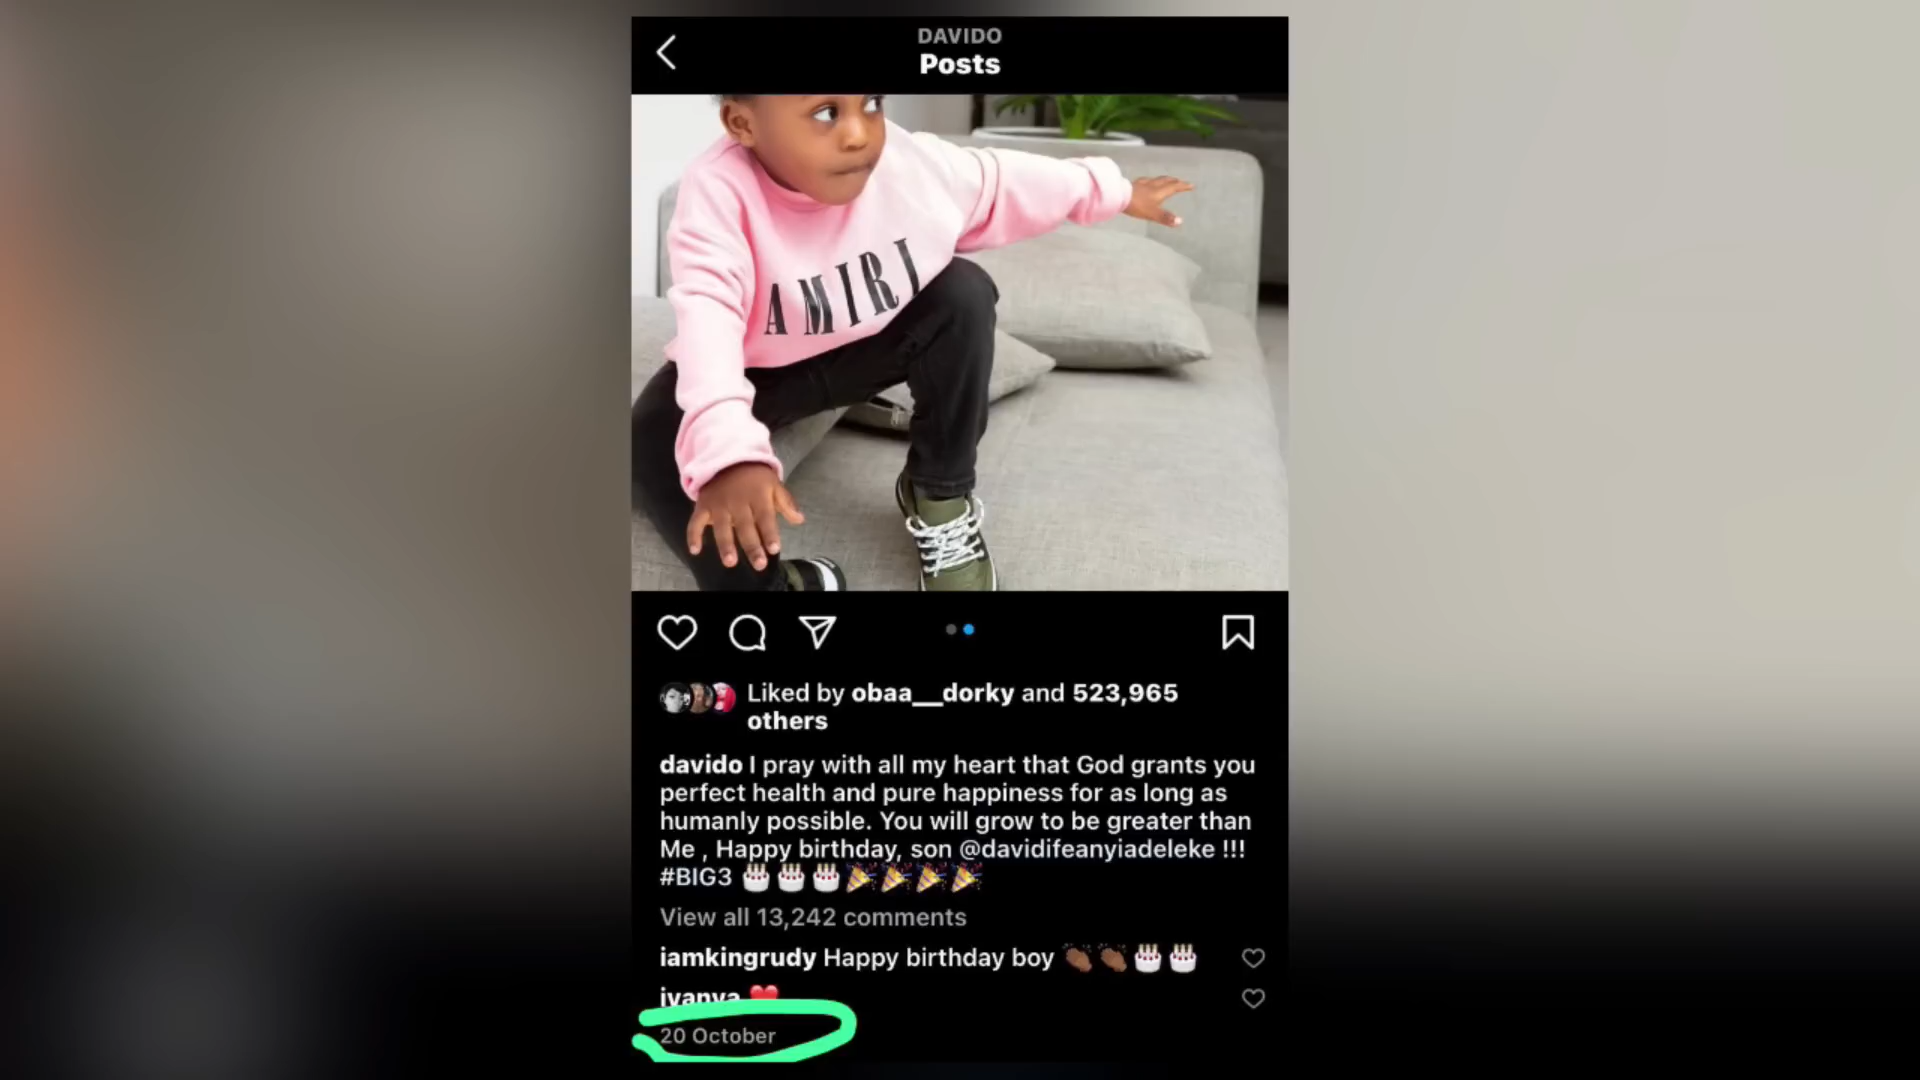 DAVIDO
Posts
AMIRI
Liked by obaa__dorky and 523,965
others
davido I pray with all my heart that God grants you
perfect health and pure happiness for as long as
humanly possible. You will grow to be greater than
Me , Happy birthday, son @davidifeanyiadeleke !!!
#BIG3 🎂🎂🎂🎉🎉🎉🎉
View all 13,242 comments
iamkingrudy Happy birthday boy 👏🏾👏🏾🎂🎂
ivanya ❤️
20 October